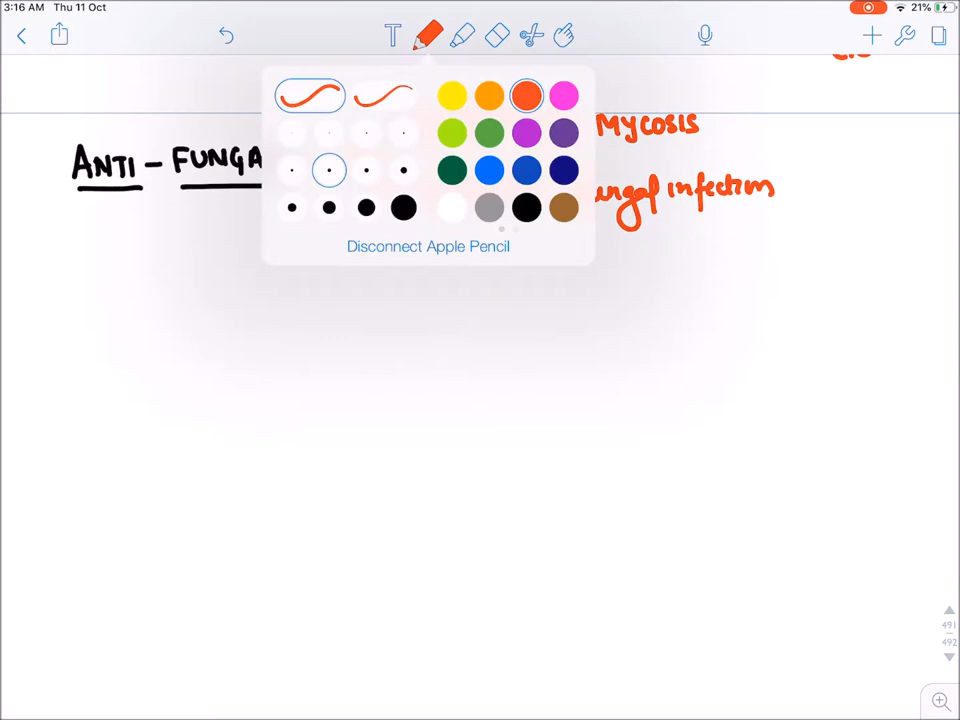 3:16 AM Thu 11 Oct
21%
T
MYCOSIS
ANTI - FUNGA
ungal infection
Disconnect Apple Pencil
491
492